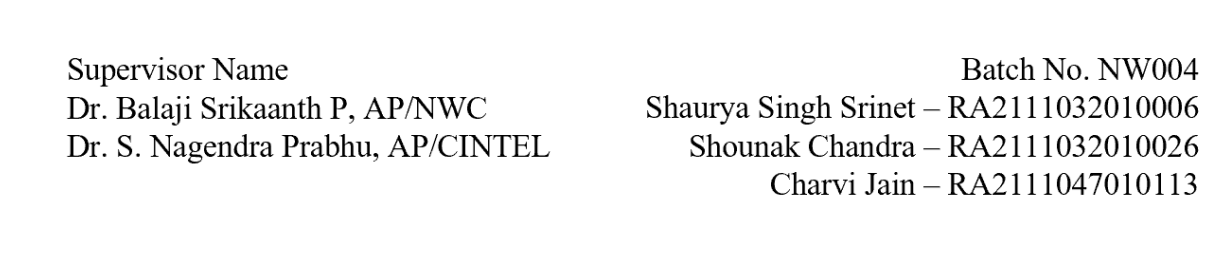 Supervisor Name
Dr. Balaji Srikaanth P, AP/NWC
Dr. S. Nagendra Prabhu, AP/CINTEL
Batch No. NW004
Shaurya Singh Srinet – RA2111032010006
Shounak Chandra – RA2111032010026
Charvi Jain – RA2111047010113